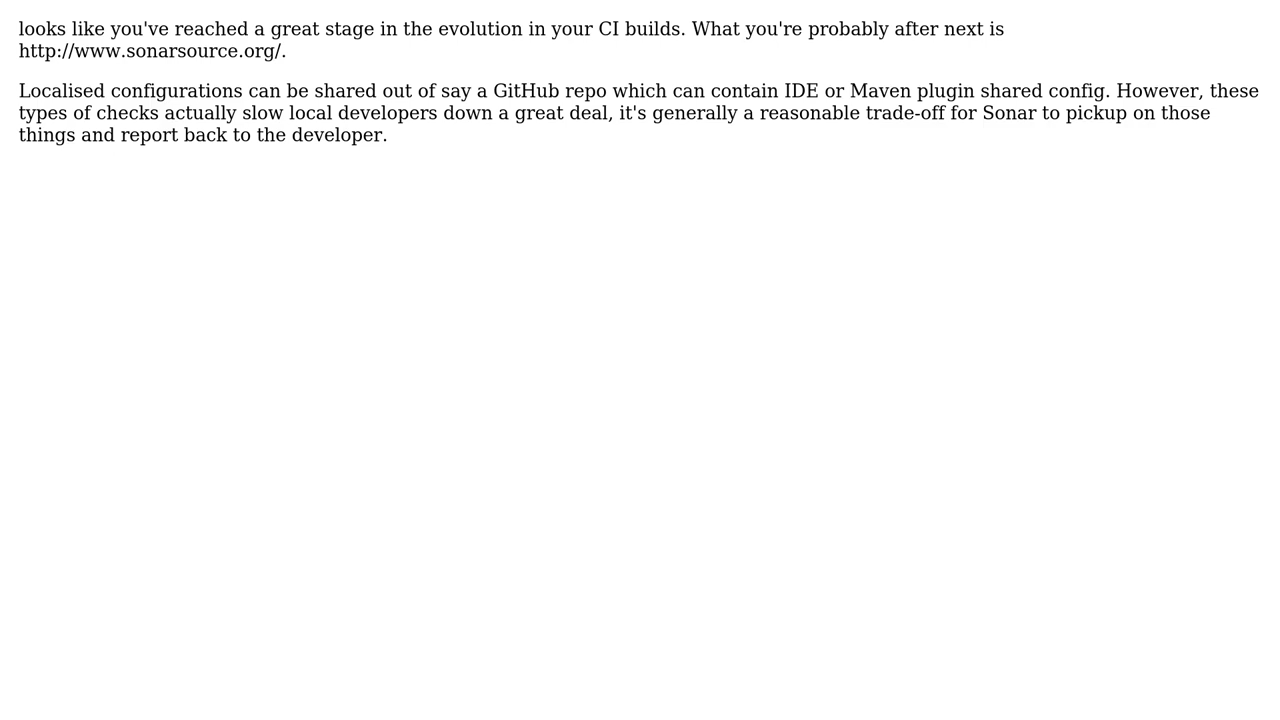 looks like you've reached a great stage in the evolution in your CI builds. What you're probably after next is
http://www.sonarsource.org/.
Localised configurations can be shared out of say a GitHub repo which can contain IDE or Maven plugin shared config. However, these
types of checks actually slow local developers down a great deal, it's generally a reasonable trade-off for Sonar to pickup on those
things and report back to the developer.